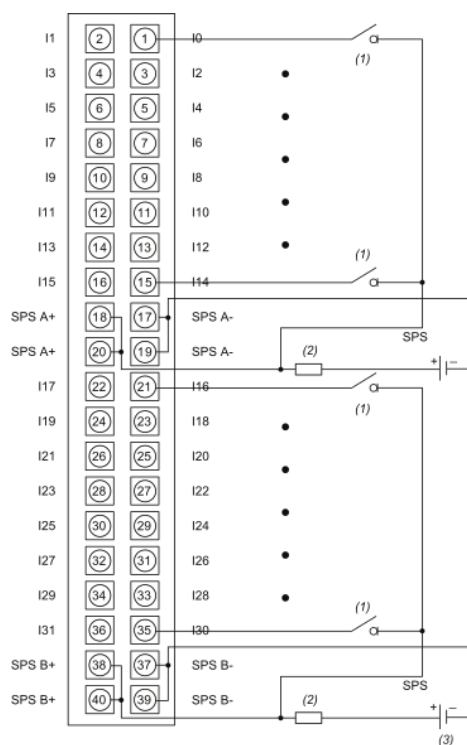 I1 2 1 I0
(1)
I3 4 3 I2
I5 6 5 I4
I7 8 7 I6
I9 10 9 I8
I11 12 11 I10
I13 14 13 I12
(1)
I15 16 15 I14
SPS A+ 18 17 SPS A-
SPS
SPS A+ 20 19 SPS A-
(2)
+ −
I17 22 21 I16
(1)
I19 24 23 I18
I21 26 25 I20
I23 28 27 I22
I25 30 29 I24
I27 32 31 I26
I29 34 33 I28
(1)
I31 36 35 I30
SPS B+ 38 37 SPS B-
SPS
SPS B+ 40 39 SPS B-
(2)
+ −
(3)